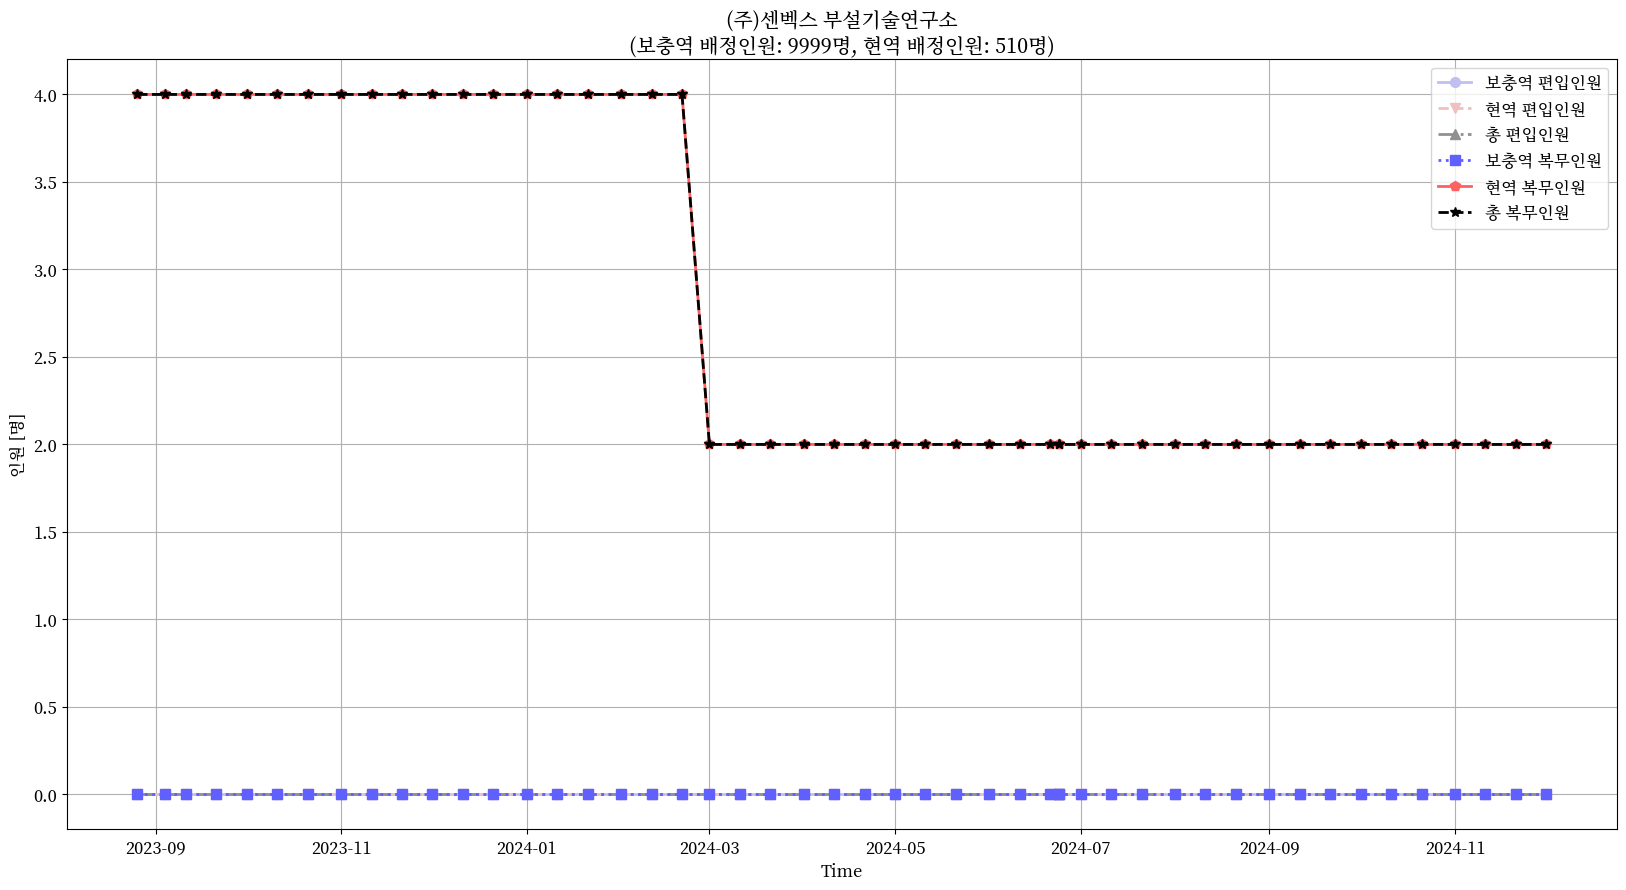 (주)센벡스 부설기술연구소
(보충역 배정인원: 9999명, 현역 배정인원: 510명)
보충역 편입인원
현역 편입인원
총 편입인원
보충역 복무인원
현역 복무인원
총 복무인원
인원 [명]
4.0
3.5
3.0
2.5
2.0
1.5
1.0
0.5
0.0
2023-09 2023-11 2024-01 2024-03 2024-05 2024-07 2024-09 2024-11
Time